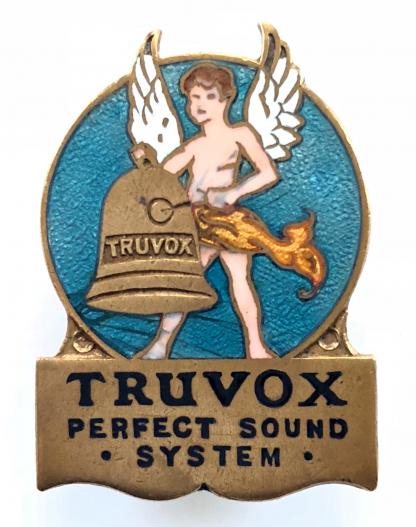 TRUVOX
TRUVOX
PERFECT SOUND
• SYSTEM •